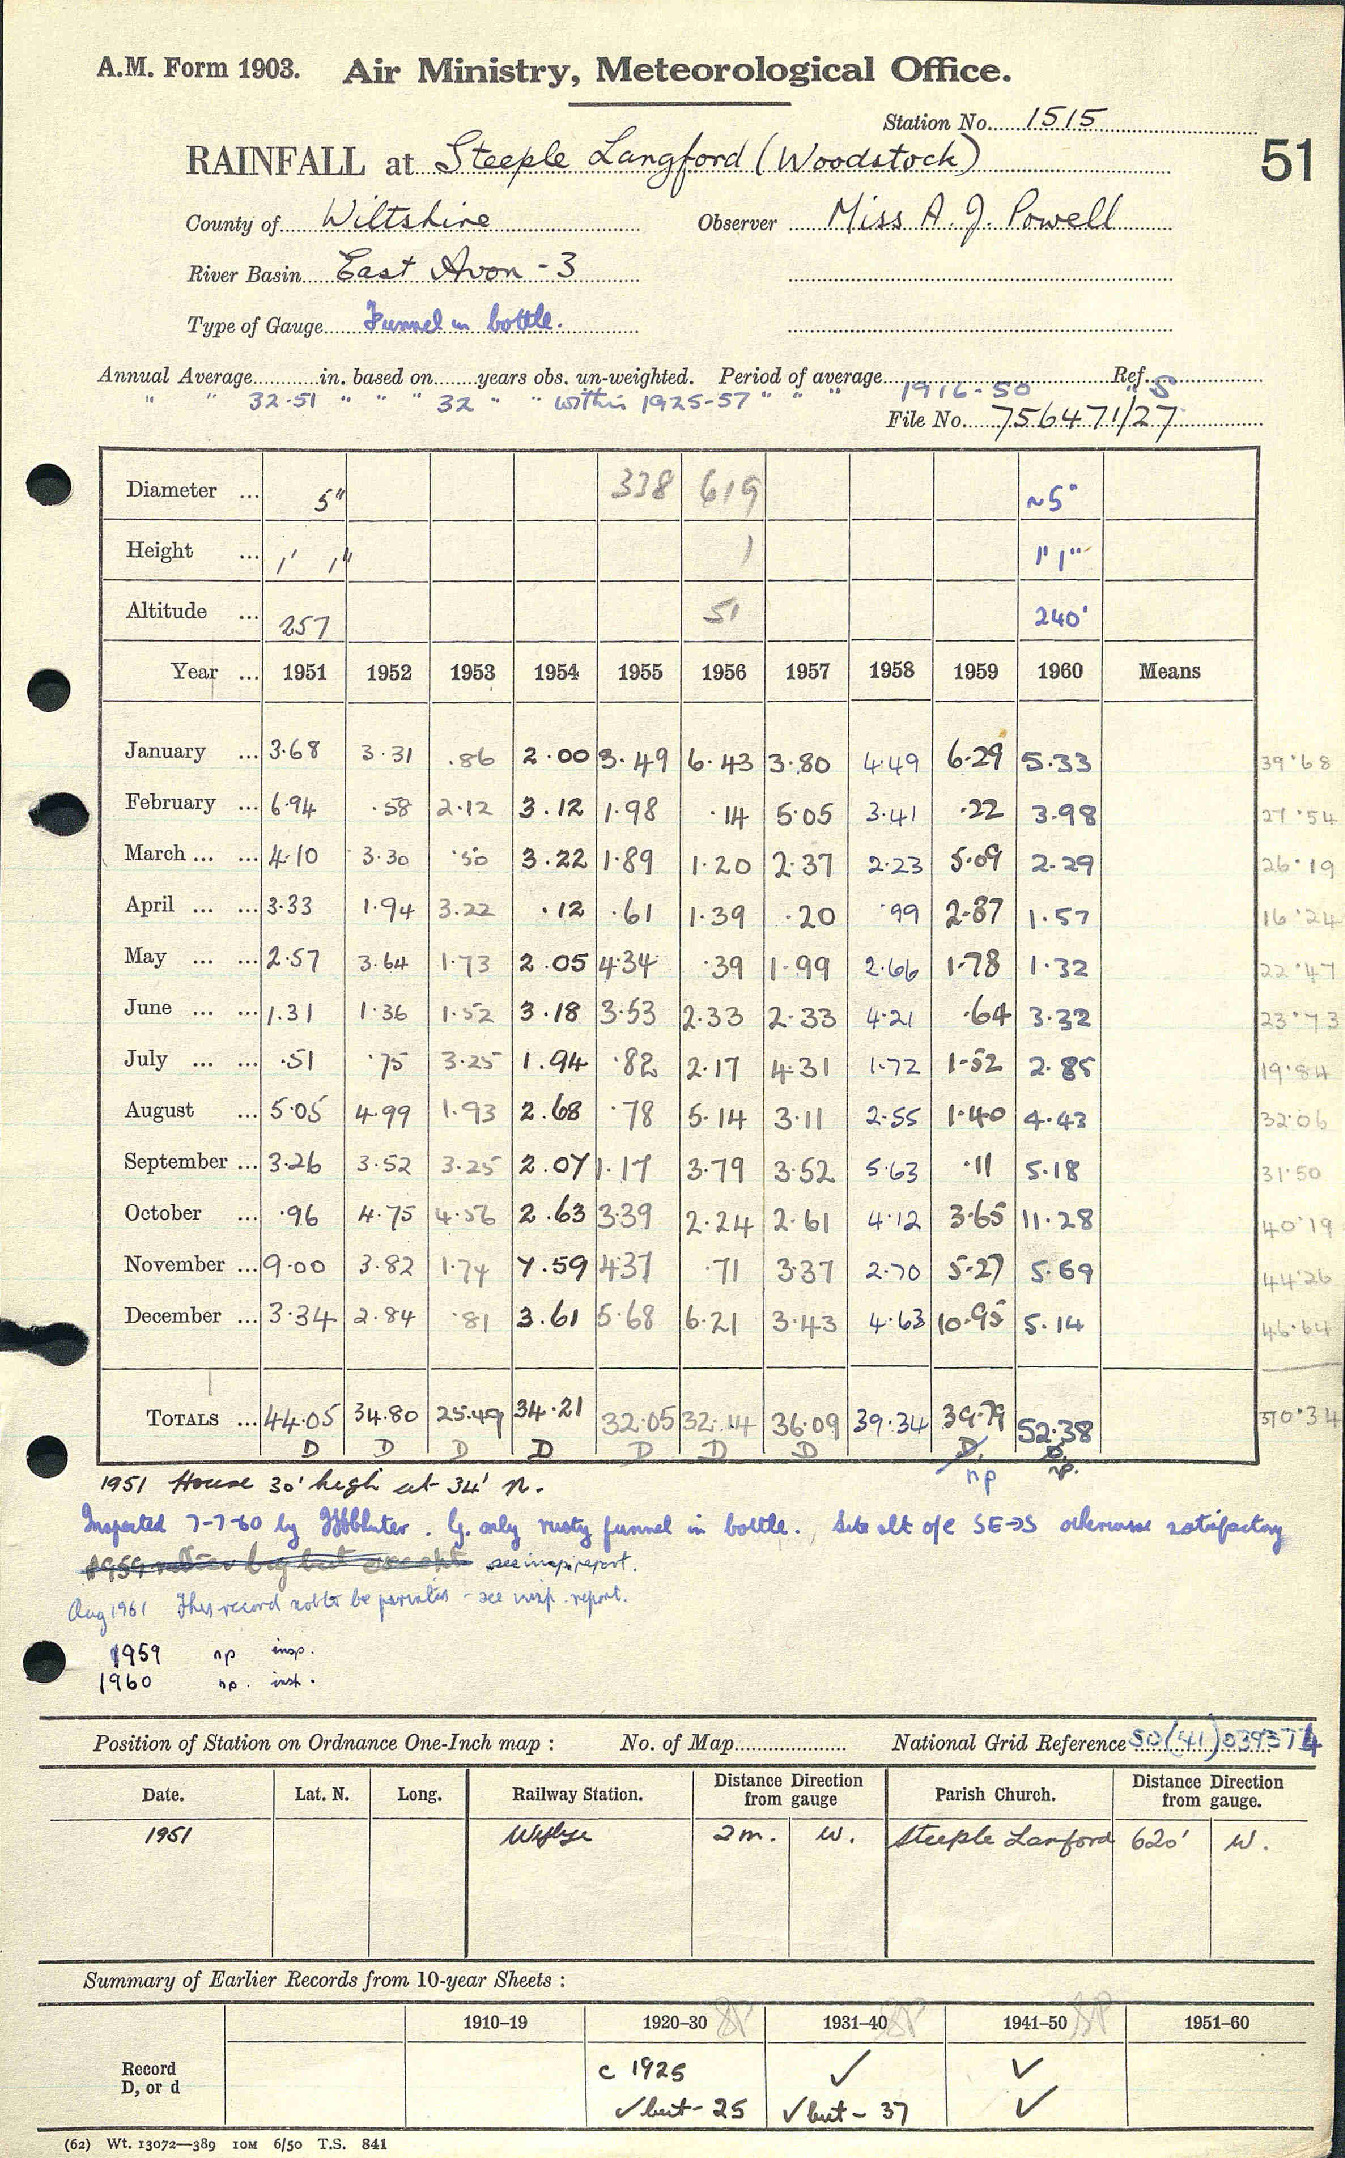 A.M. Form 1903. Air Ministry, Meteorological Office.
Station No. 1515
RAINFALL at Steeple Langford (Woodstock)
51
County of Wiltshire Observer Miss A. J. Powell
River Basin East Avon - 3
Type of Gauge Funnel in bottle.
Annual Average in. based on years obs. un-weighted. Period of average Ref.
" " 32.51 " " " 32 " " within 1925-57 " " " 1916-50 " S
File No. 756471/27
Diameter ... 5" 338 619 ~5"
Height ... 1' 1" 1 1" 1"
Altitude ... 257 51 240'
Year ... 1951 1952 1953 1954 1955 1956 1957 1958 1959 1960 Means
January ... 3.68 3.31 .86 2.00 3.49 6.43 3.80 4.49 6.29 5.33 39.68
February ... 6.94 .58 2.12 3.12 1.98 .14 5.05 3.41 .22 3.98 27.54
March ... ... 4.10 3.30 .50 3.22 1.89 1.20 2.37 2.23 5.09 2.29 26.19
April ... ... 3.33 1.94 3.22 .12 .61 1.39 .20 .99 2.87 1.57 16.24
May ... ... 2.57 3.64 1.73 2.05 4.34 .39 1.99 2.66 1.78 1.32 22.47
June ... ... 1.31 1.36 1.52 3.18 3.53 2.33 2.33 4.21 .64 3.32 23.73
July ... ... .51 .75 3.25 1.94 .82 2.17 4.31 1.72 1.52 2.85 19.84
August ... 5.05 4.99 1.93 2.68 .78 5.14 3.11 2.55 1.40 4.43 32.06
September ... 3.26 3.52 3.25 2.07 1.17 3.79 3.52 5.63 .11 5.18 31.50
October ... .96 4.75 4.56 2.63 3.39 2.24 2.61 4.12 3.65 11.28 40.19
November ... 9.00 3.82 1.74 7.59 4.37 .71 3.37 2.70 5.27 5.69 44.26
December ... 3.34 2.84 .81 3.61 5.68 6.21 3.43 4.63 10.95 5.14 46.64
TOTALS ... 44.05 34.80 25.49 34.21 32.05 32.14 36.09 39.34 39.79 52.38 370.34
D D D D D D D D. D.
np np.
1951 House 30' high at 34' N.
Inspected 7-7-60 by . G. only rusty funnel in bottle. Site alt o/c SE→S otherwise satisfactory
see insp. report.
Aug 1961 This record not to be - see insp. report.
1959 np insp.
1960 np. inst.
Position of Station on Ordnance One-Inch map : No. of Map National Grid Reference SU (41) 039374
Date. Lat. N. Long. Railway Station. Distance Direction from gauge Parish Church. Distance Direction from gauge.
1951 Wylye 2 m. W. Steeple Lanford 620' W.
Summary of Earlier Records from 10-year Sheets :
1910–19 1920–30 SP 1931–40 SP 1941–50 SP 1951–60
Record c 1925 ✓ ✓
D, or d ✓ but - 25 ✓ but - 37 ✓
(62) Wt. 13072—389 10M 6/50 T.S. 841